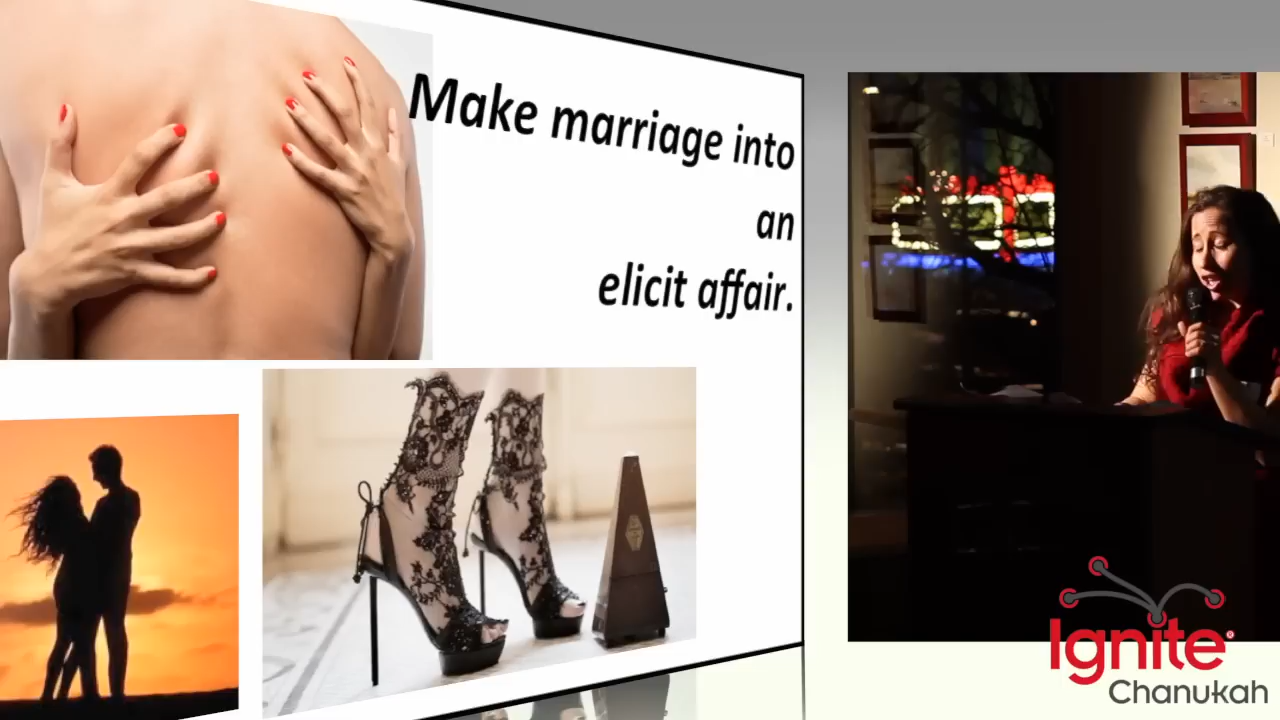 Make marriage into
an
elicit affair.
Ignite
Chanukah